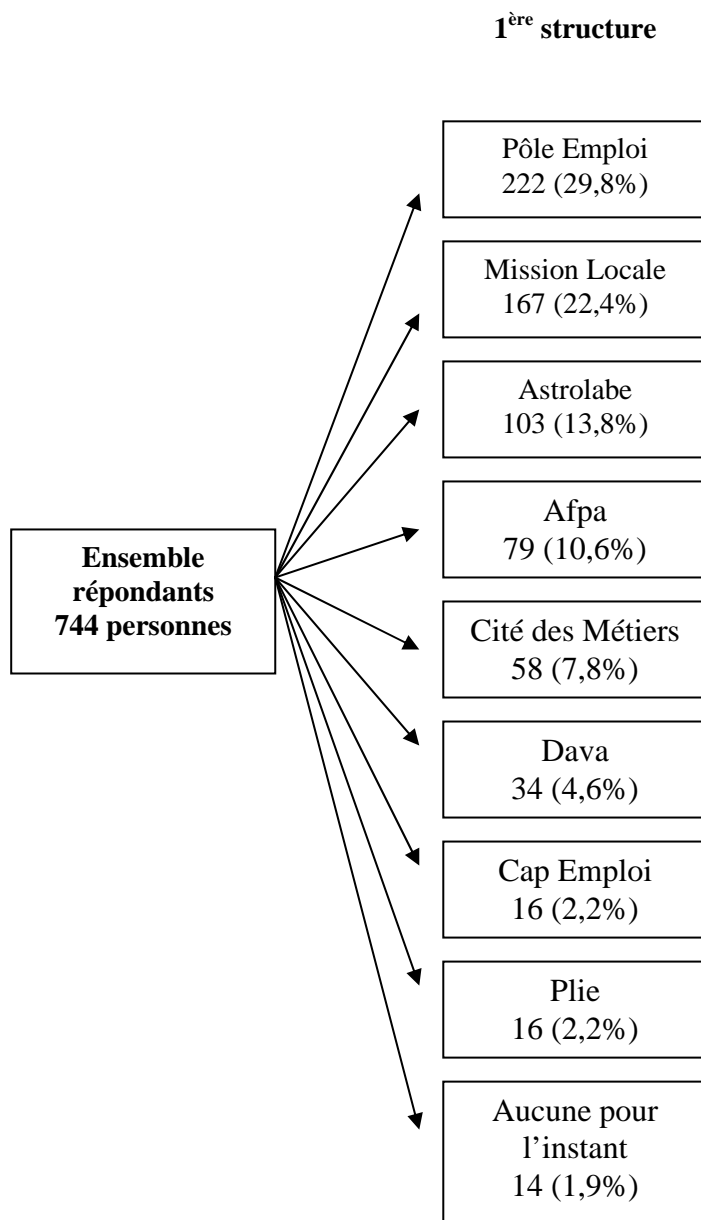 1ère structure
Pôle Emploi
222 (29,8%)
Mission Locale
167 (22,4%)
Astrolabe
103 (13,8%)
Afpa
79 (10,6%)
Ensemble
répondants
744 personnes
Cité des Métiers
58 (7,8%)
Dava
34 (4,6%)
Cap Emploi
16 (2,2%)
Plie
16 (2,2%)
Aucune pour
l’instant
14 (1,9%)